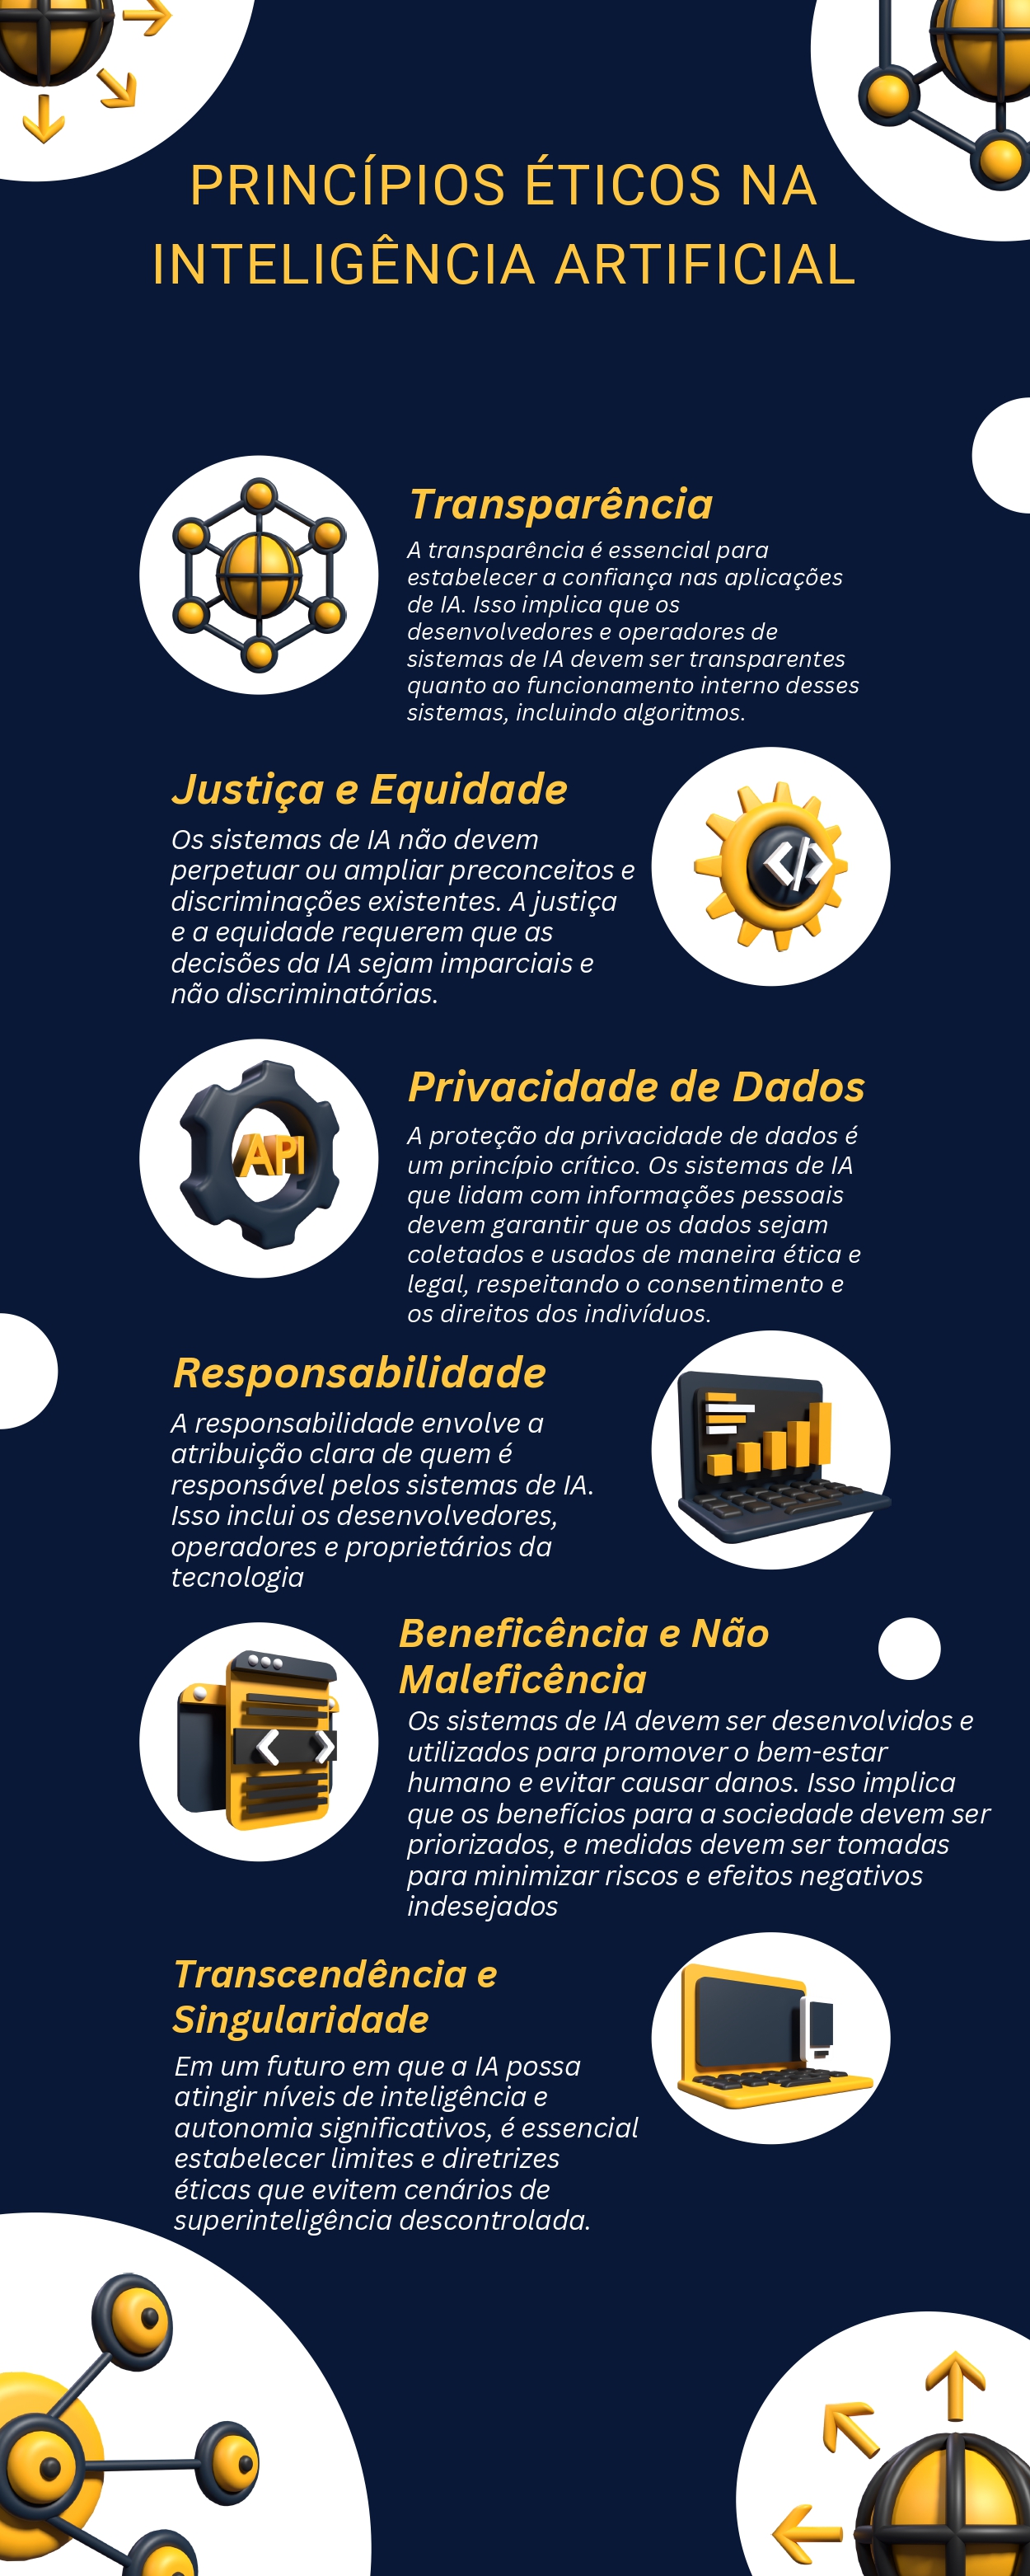 PRINCÍPIOS ÉTICOS NA
INTELIGÊNCIA ARTIFICIAL
Transparência
A transparência é essencial para
estabelecer a confiança nas aplicações
de IA. Isso implica que os
desenvolvedores e operadores de
sistemas de IA devem ser transparentes
quanto ao funcionamento interno desses
sistemas, incluindo algoritmos.
Justiça e Equidade
Os sistemas de IA não devem
perpetuar ou ampliar preconceitos e
discriminações existentes. A justiça
e a equidade requerem que as
decisões da IA sejam imparciais e
não discriminatórias.
</>
API
Privacidade de Dados
A proteção da privacidade de dados é
um princípio crítico. Os sistemas de IA
que lidam com informações pessoais
devem garantir que os dados sejam
coletados e usados de maneira ética e
legal, respeitando o consentimento e
os direitos dos indivíduos.
Responsabilidade
A responsabilidade envolve a
atribuição clara de quem é
responsável pelos sistemas de IA.
Isso inclui os desenvolvedores,
operadores e proprietários da
tecnologia
Beneficência e Não
Maleficência
Os sistemas de IA devem ser desenvolvidos e
utilizados para promover o bem-estar
humano e evitar causar danos. Isso implica
que os benefícios para a sociedade devem ser
priorizados, e medidas devem ser tomadas
para minimizar riscos e efeitos negativos
indesejados
Transcendência e
Singularidade
Em um futuro em que a IA possa
atingir níveis de inteligência e
autonomia significativos, é essencial
estabelecer limites e diretrizes
éticas que evitem cenários de
superinteligência descontrolada.